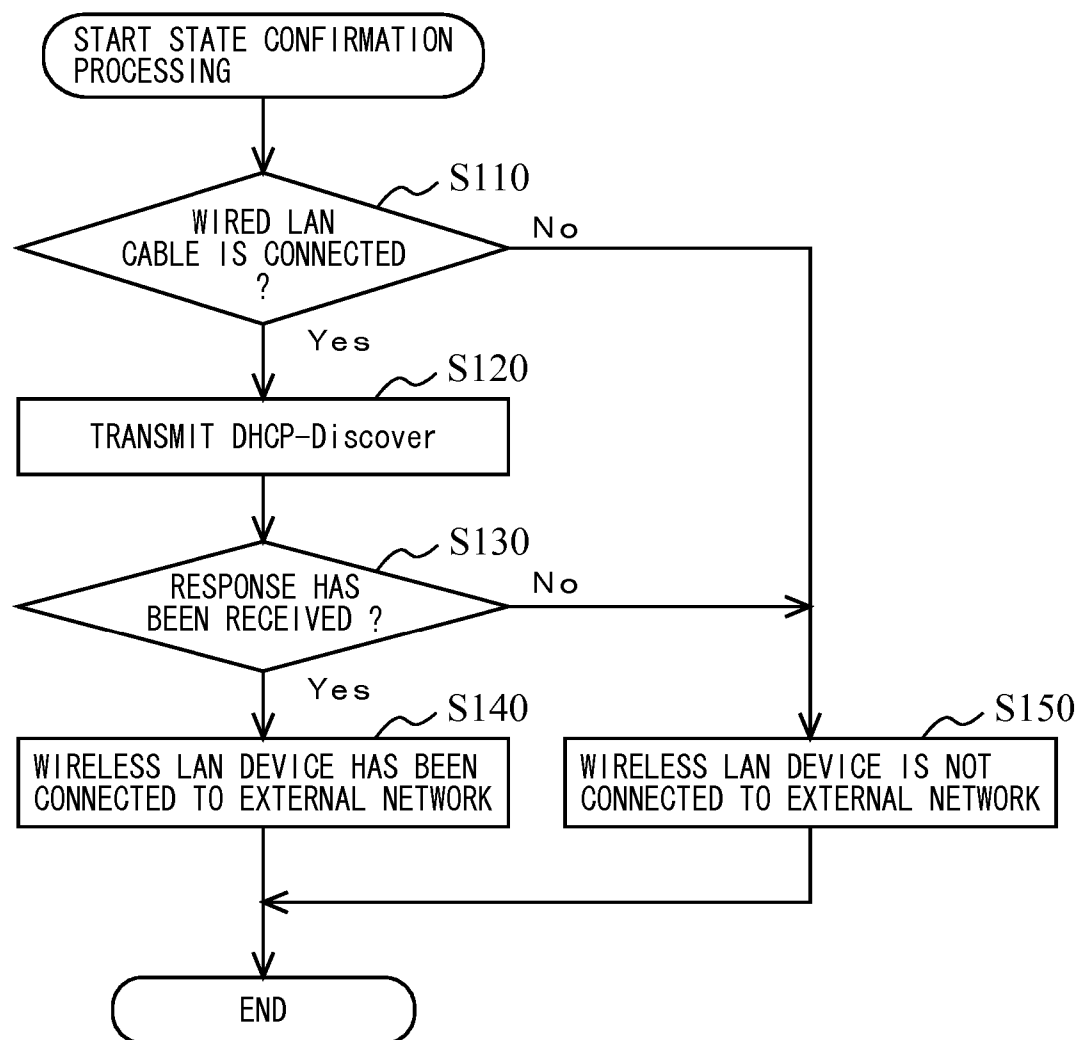 START STATE CONFIRMATION
PROCESSING
S110
WIRED LAN
CABLE IS CONNECTED
?
No
Yes
S120
TRANSMIT DHCP-Discover
S130
RESPONSE HAS
BEEN RECEIVED ?
No
Yes
S140
WIRELESS LAN DEVICE HAS BEEN
CONNECTED TO EXTERNAL NETWORK
S150
WIRELESS LAN DEVICE IS NOT
CONNECTED TO EXTERNAL NETWORK
END